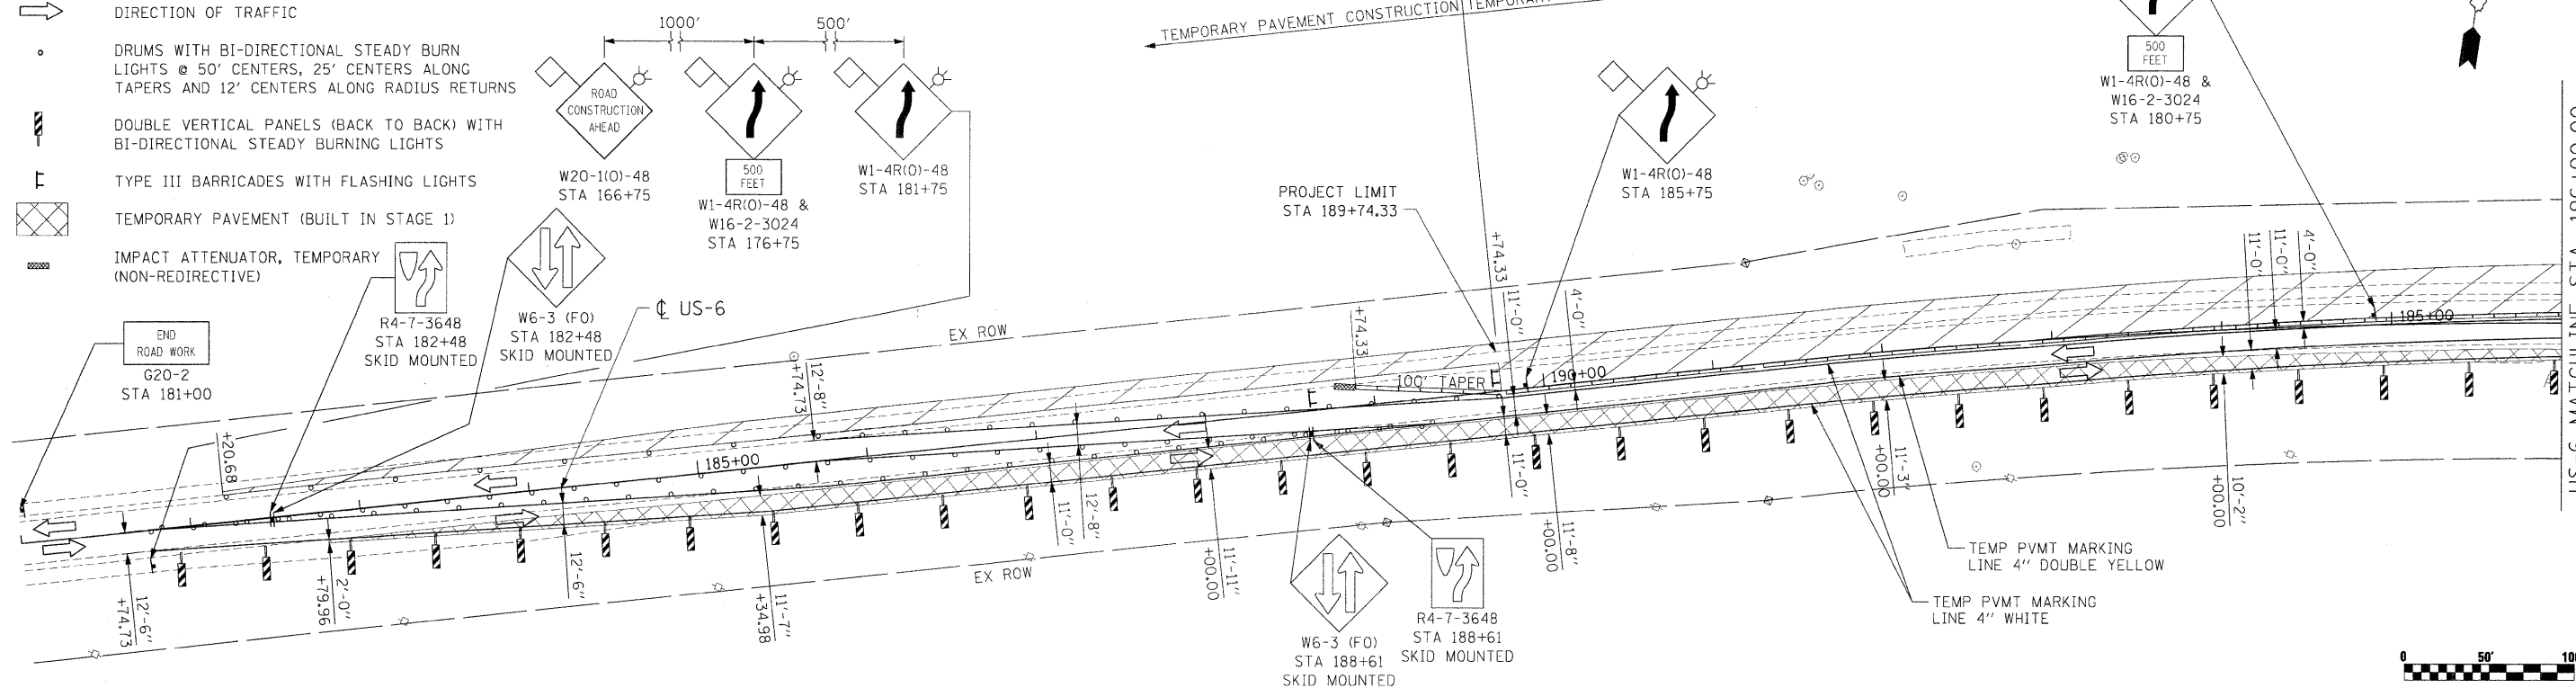 DIRECTION OF TRAFFIC
DRUMS WITH BI-DIRECTIONAL STEADY BURN
LIGHTS @ 50' CENTERS, 25' CENTERS ALONG
TAPERS AND 12' CENTERS ALONG RADIUS RETURNS
DOUBLE VERTICAL PANELS (BACK TO BACK) WITH
BI-DIRECTIONAL STEADY BURNING LIGHTS
TYPE III BARRICADES WITH FLASHING LIGHTS
TEMPORARY PAVEMENT (BUILT IN STAGE 1)
IMPACT ATTENUATOR, TEMPORARY
(NON-REDIRECTIVE)
1000'
500'
ROAD
CONSTRUCTION
AHEAD
W20-1(O)-48
STA 166+75
500
FEET
W1-4R(O)-48 &
W16-2-3024
STA 176+75
W1-4R(O)-48
STA 181+75
TEMPORARY PAVEMENT CONSTRUCTION
W1-4R(O)-48
STA 185+75
500
FEET
W1-4R(O)-48 &
W16-2-3024
STA 180+75
PROJECT LIMIT
STA 189+74.33
END
ROAD WORK
G20-2
STA 181+00
R4-7-3648
STA 182+48
SKID MOUNTED
W6-3 (FO)
STA 182+48
SKID MOUNTED
℄ US-6
EX ROW
+20.68
+74.73
12'-8"
185+00
+74.33
100' TAPER
+74.33
11'-0"
190+00
4'-0"
11'-0"
11'-0"
4'-0"
185+00
+74.73
12'-6"
+79.96
2'-0"
12'-6"
+34.98
11'-7"
11'-0"
12'-8"
+00.00
11'-11"
11'-0"
+00.00
11'-8"
+00.00
11'-3"
+00.00
10'-2"
EX ROW
W6-3 (FO)
STA 188+61
SKID MOUNTED
R4-7-3648
STA 188+61
SKID MOUNTED
TEMP PVMT MARKING
LINE 4" DOUBLE YELLOW
TEMP PVMT MARKING
LINE 4" WHITE
0
50'